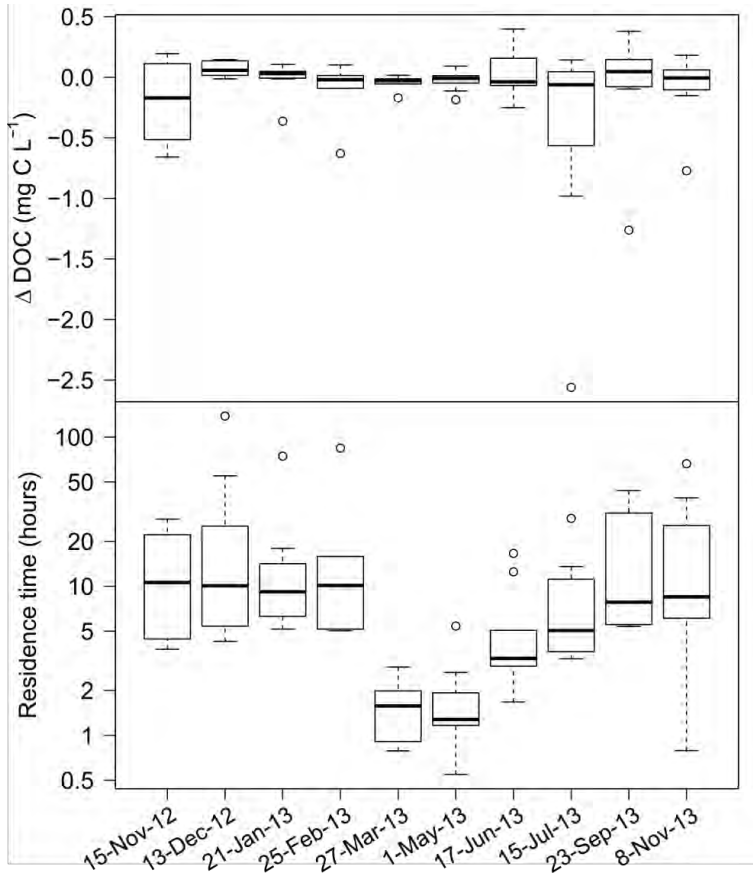 0.5
0.0
−0.5
−1.0
−1.5
−2.0
−2.5
Δ DOC (mg C L⁻¹)
100
50
20
10
5
2
1
0.5
Residence time (hours)
15-Nov-12
13-Dec-12
21-Jan-13
25-Feb-13
27-Mar-13
1-May-13
17-Jun-13
15-Jul-13
23-Sep-13
8-Nov-13